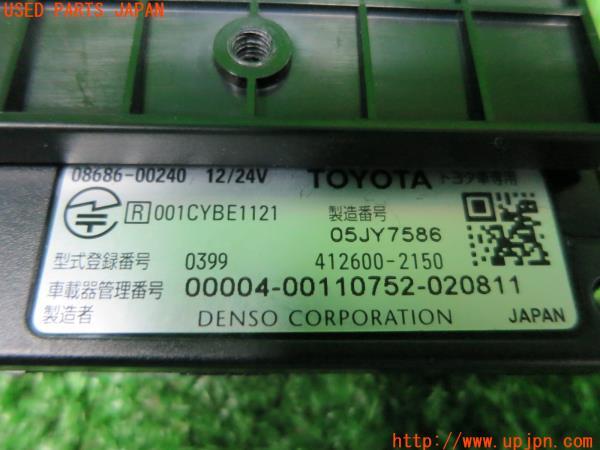 USED PARTS JAPAN
08686-00240 12/24V TOYOTA トヨタ車専用
R 001CYBE1121 製造番号
05JY7586
型式登録番号 0399 412600-2150
車載器管理番号 00004-00110752-020811
製造者 DENSO CORPORATION JAPAN
http://www.upjpn.com